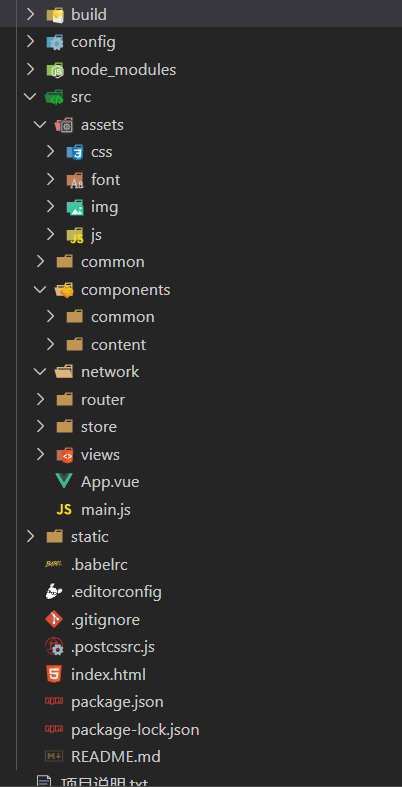 build
config
node_modules
src
assets
css
font
img
js
common
components
common
content
network
router
store
views
App.vue
main.js
static
.babelrc
.editorconfig
.gitignore
.postcssrc.js
index.html
package.json
package-lock.json
README.md
项目说明.txt